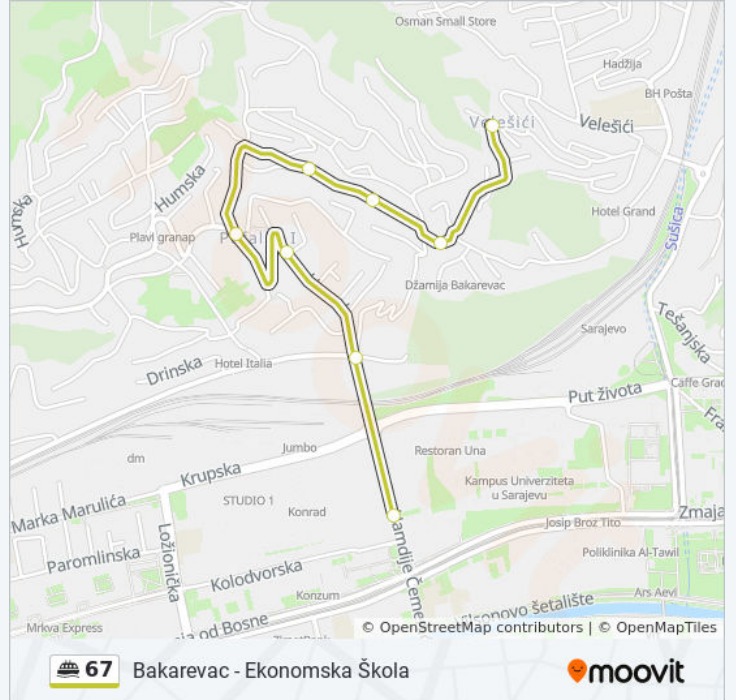 Osman Small Store
Hadžija
BH Pošta
Velešići
Velešići
Humska
Humska
Hotel Grand
Sušica
Plavi granap
Džamija Bakarevac
Tešanjska
Sarajevo
Drinska
Hotel Italia
Put života
Caffe Grad
Jumbo
dm
Krupska
Restoran Una
Kampus Univerziteta
u Sarajevu
STUDIO 1
Konrad
Marka Marulića
Ložionička
Zmaja
Josip Broz Tito
Paromlinska
Poliklinika Al-Tawil
Kolodvorska
Konzum
Ars Aevi
Mrkva Express
od Bosne
© OpenStreetMap contributors | © OpenMapTiles
67 Bakarevac - Ekonomska Škola
moovit